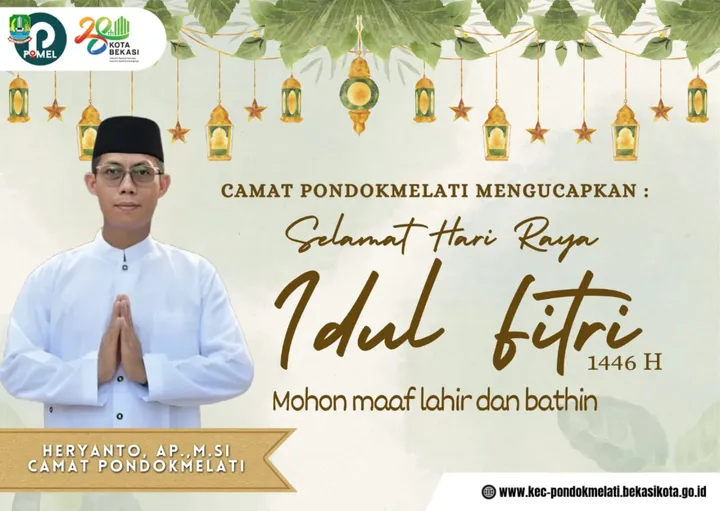 POMEL
28
KOTA
BEKASI
CAMAT PONDOKMELATI MENGUCAPKAN :
Selamat Hari Raya
Idul fitri
1446 H
Mohon maaf lahir dan bathin
HERYANTO, AP.,M.SI
CAMAT PONDOKMELATI
www.kec-pondokmelati.bekasikota.go.id